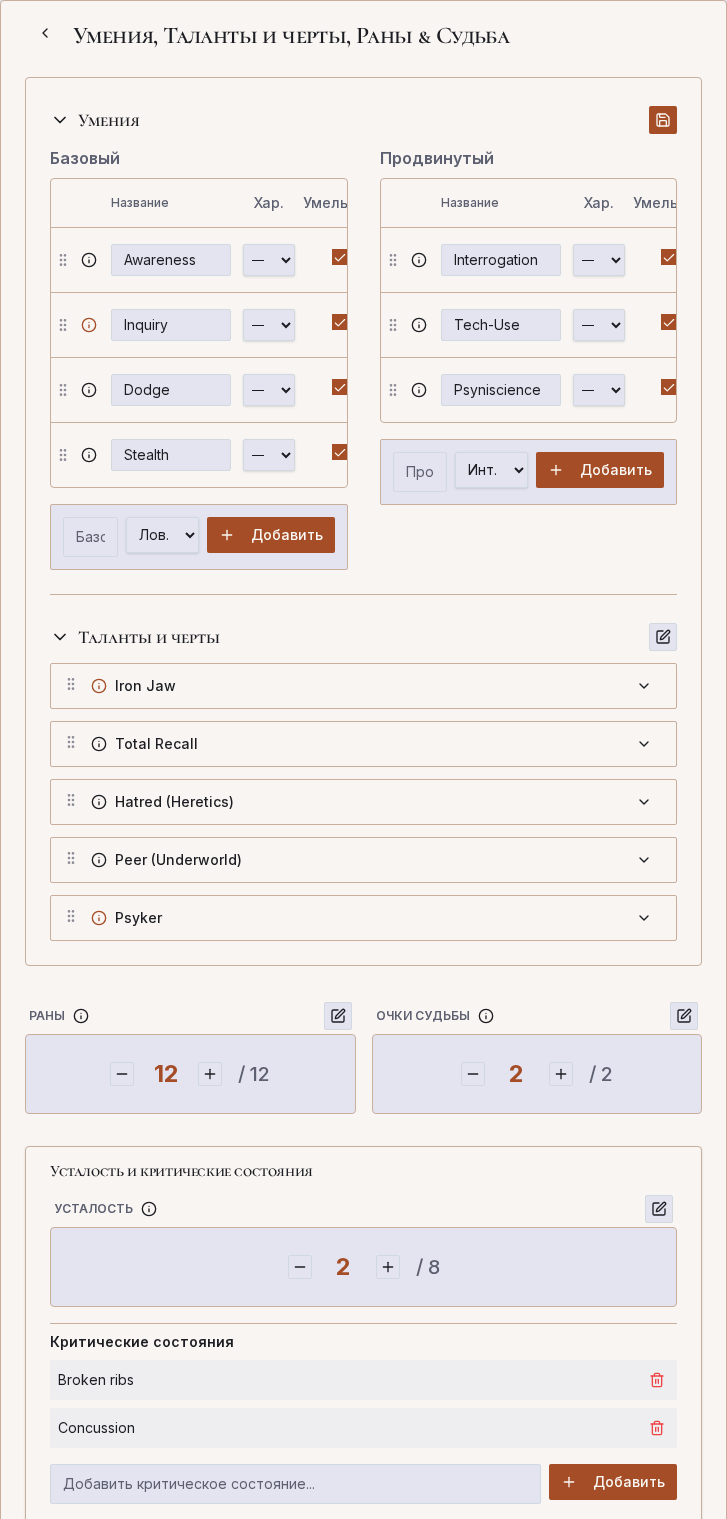 Умения, Таланты и черты, Раны & Судьба
Умения
Базовый
Название Хар. Умель
Awareness —
Inquiry —
Dodge —
Stealth —
Базо Лов. Добавить
Продвинутый
Название Хар. Умель
Interrogation —
Tech-Use —
Psyniscience —
Про Инт. Добавить
Таланты и черты
Iron Jaw
Total Recall
Hatred (Heretics)
Peer (Underworld)
Psyker
РАНЫ
12 / 12
ОЧКИ СУДЬБЫ
2 / 2
Усталость и критические состояния
УСТАЛОСТЬ
2 / 8
Критические состояния
Broken ribs
Concussion
Добавить критическое состояние... Добавить